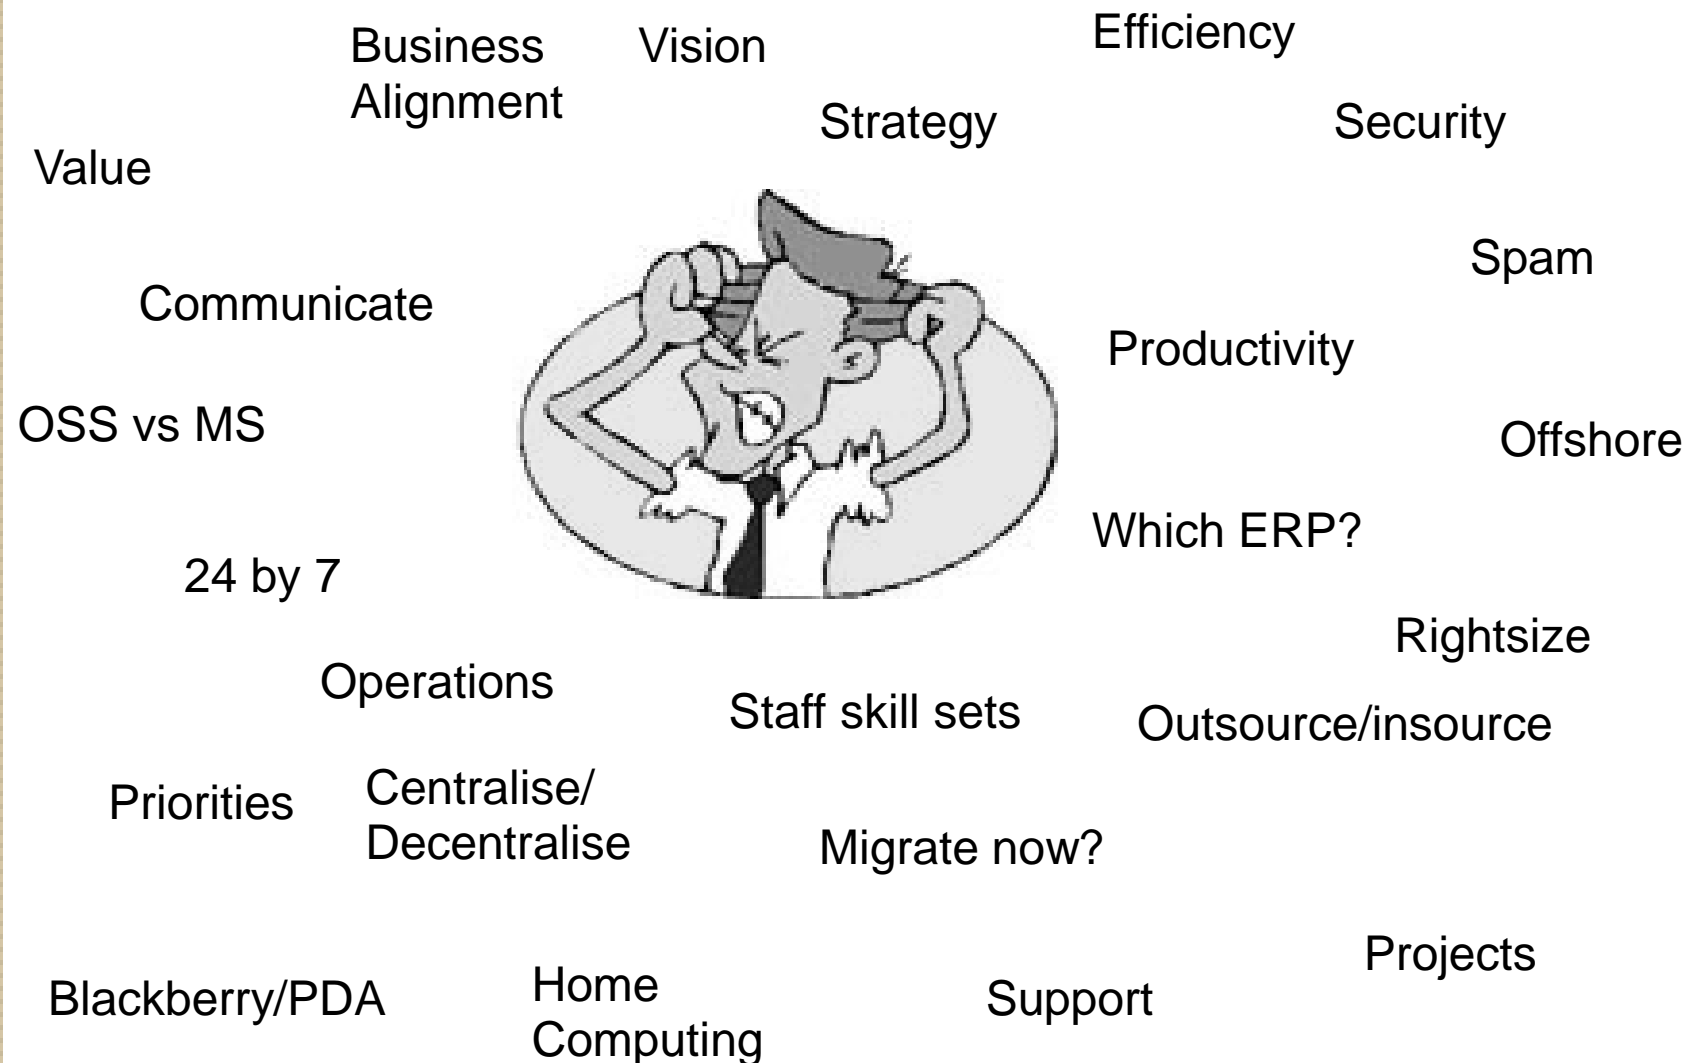 Business
Alignment
Vision
Efficiency
Strategy
Security
Value
Spam
Communicate
Productivity
OSS vs MS
Offshore
Which ERP?
24 by 7
Rightsize
Operations
Staff skill sets
Outsource/insource
Priorities
Centralise/
Decentralise
Migrate now?
Projects
Blackberry/PDA
Home
Computing
Support